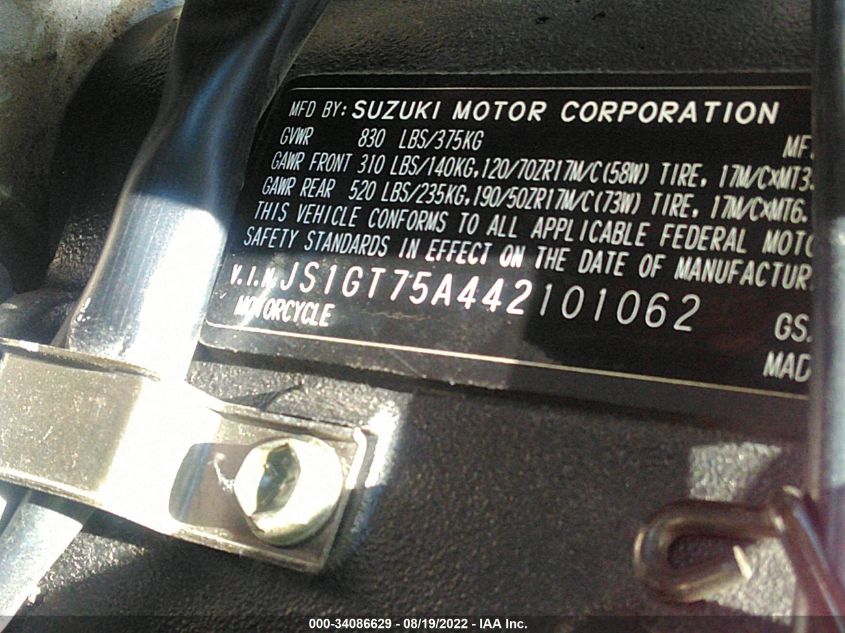 MFD BY: SUZUKI MOTOR CORPORATION
GVWR 830 LBS/375KG MF
GAWR FRONT 310 LBS/140KG, 120/70ZR17M/C(58W) TIRE, 17M/C×MT3.
GAWR REAR 520 LBS/235KG, 190/50ZR17M/C(73W) TIRE, 17M/C×MT6.
THIS VEHICLE CONFORMS TO ALL APPLICABLE FEDERAL MOTO
SAFETY STANDARDS IN EFFECT ON THE DATE OF MANUFACTUR
V.I.N. JS1GT75A442101062
MOTORCYCLE GS
MAD
000-34086629 - 08/19/2022 - IAA Inc.